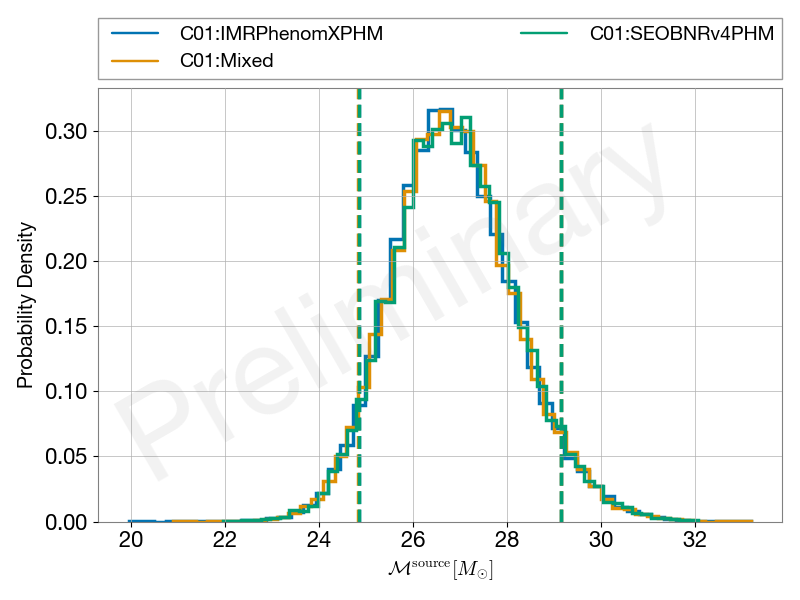 C01:IMRPhenomXPHM
C01:Mixed
C01:SEOBNRv4PHM
Preliminary
Probability Density
0.30
0.25
0.20
0.15
0.10
0.05
0.00
20 22 24 26 28 30 32
ℳ^source [M_⊙]